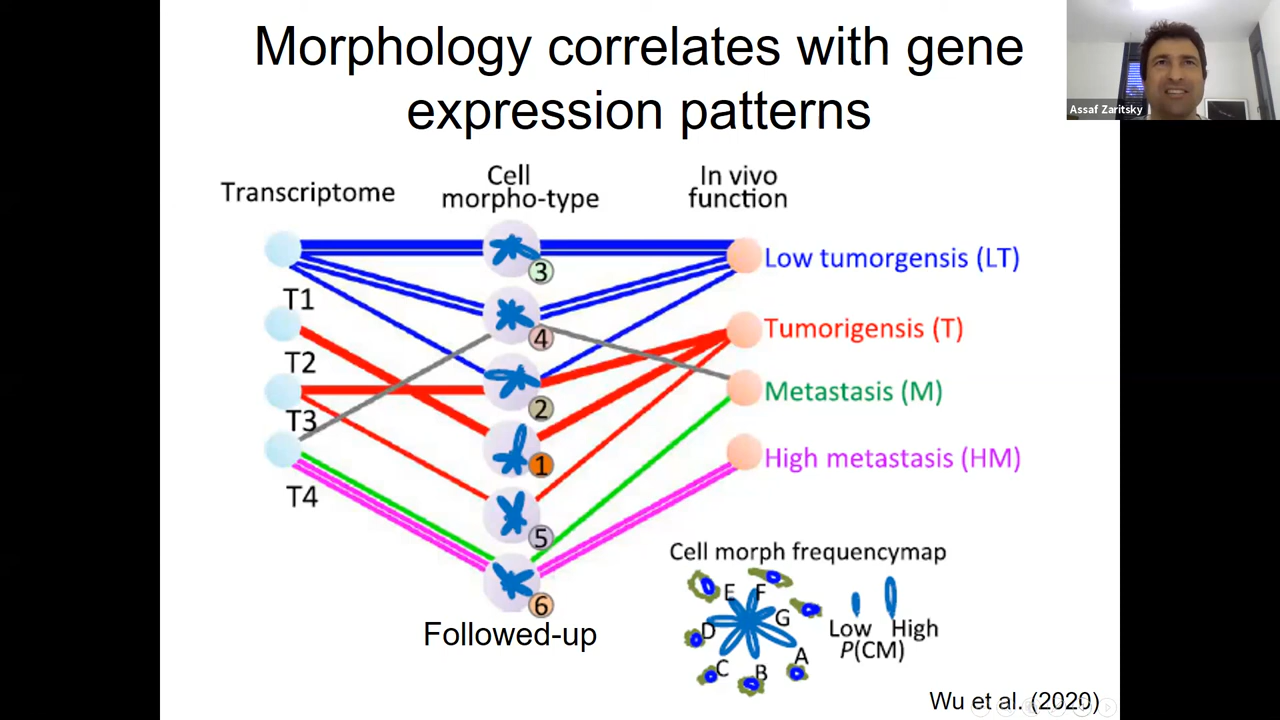 Morphology correlates with gene
expression patterns
Assaf Zaritsky
Transcriptome
Cell
morpho-type
In vivo
function
T1
T2
T3
T4
3
4
2
1
5
6
Low tumorgensis (LT)
Tumorigensis (T)
Metastasis (M)
High metastasis (HM)
Followed-up
Cell morph frequencymap
E
F
G
D
A
C
B
Low
High
P(CM)
Wu et al. (2020)